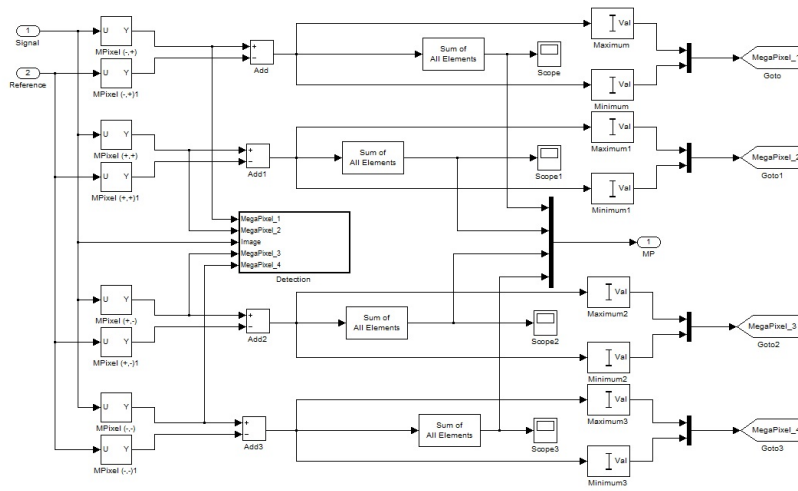 1
Signal
2
Reference
U Y
MPixel (-,+)
U Y
MPixel (-,+)1
+
−
Add
Sum of
All Elements
Scope
Val
Maximum
Val
Minimum
MegaPixel_1
Goto
U Y
MPixel (+,+)
U Y
MPixel (+,+)1
+
−
Add1
Sum of
All Elements
Scope1
Val
Maximum1
Val
Minimum1
MegaPixel_2
Goto1
MegaPixel_1
MegaPixel_2
Image
MegaPixel_3
MegaPixel_4
Detection
1
MP
U Y
MPixel (+,-)
U Y
MPixel (+,-)1
+
−
Add2
Sum of
All Elements
Scope2
Val
Maximum2
Val
Minimum2
MegaPixel_3
Goto2
U Y
MPixel (-,-)
U Y
MPixel (-,-)1
+
−
Add3
Sum of
All Elements
Scope3
Val
Maximum3
Val
Minimum3
MegaPixel_4
Goto3